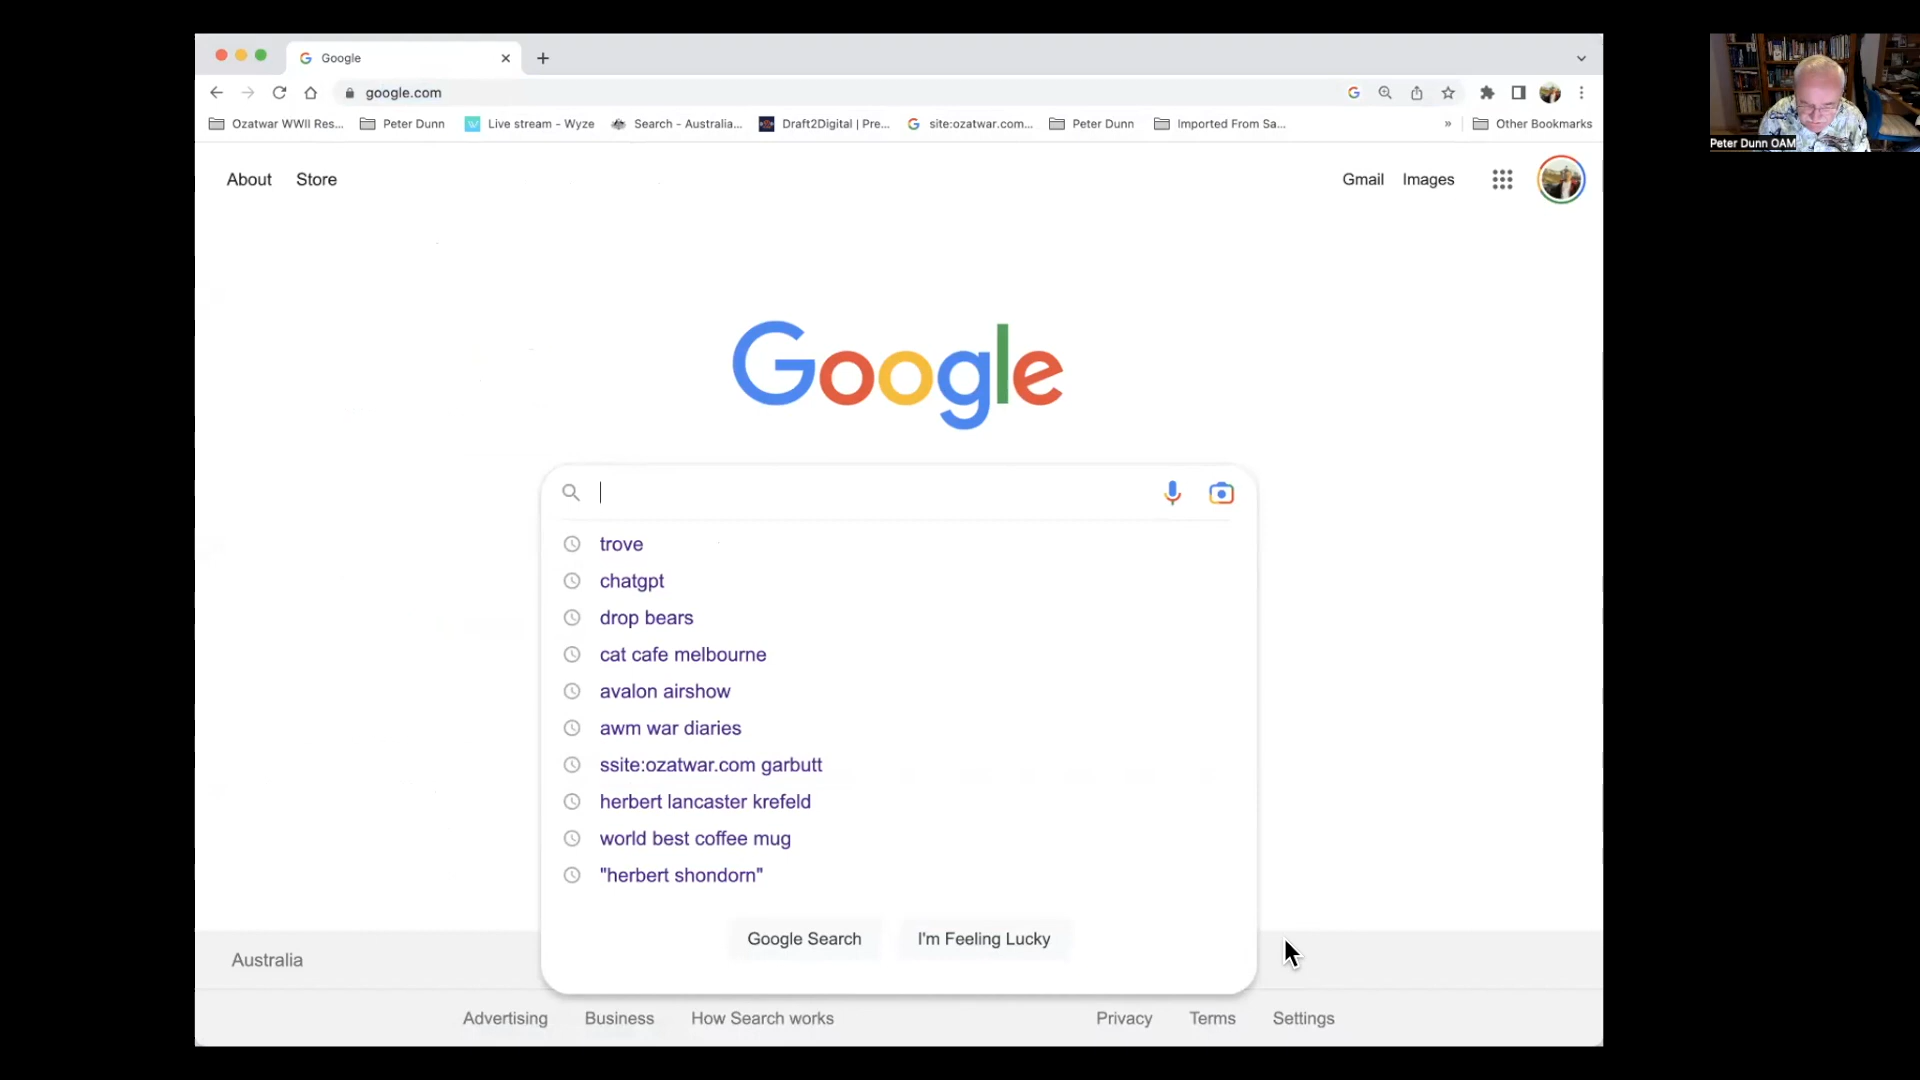 Google
google.com
Ozatwar WWII Res...
Peter Dunn
Live stream - Wyze
Search - Australia...
Draft2Digital | Pre...
site:ozatwar.com...
Peter Dunn
Imported From Sa...
»
Other Bookmarks
Peter Dunn OAM
About
Store
Gmail
Images
Google
trove
chatgpt
drop bears
cat cafe melbourne
avalon airshow
awm war diaries
ssite:ozatwar.com garbutt
herbert lancaster krefeld
world best coffee mug
"herbert shondorn"
Google Search
I'm Feeling Lucky
Australia
Advertising
Business
How Search works
Privacy
Terms
Settings